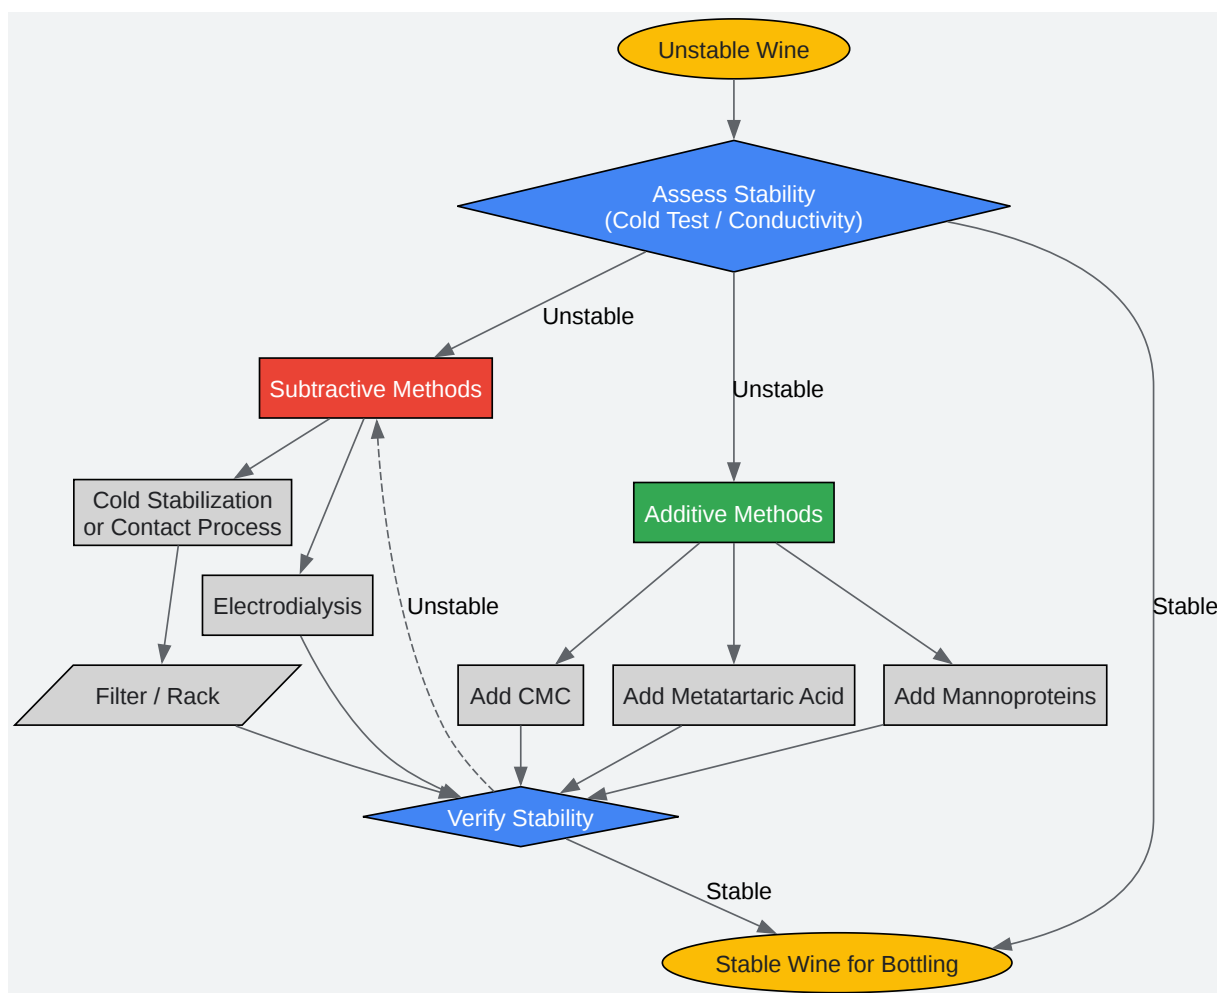 Unstable Wine
Assess Stability
(Cold Test / Conductivity)
Unstable
Subtractive Methods
Unstable
Cold Stabilization
or Contact Process
Additive Methods
Electrodialysis
Unstable
Stable
Filter / Rack
Add CMC
Add Metatartaric Acid
Add Mannoproteins
Verify Stability
Stable
Stable Wine for Bottling